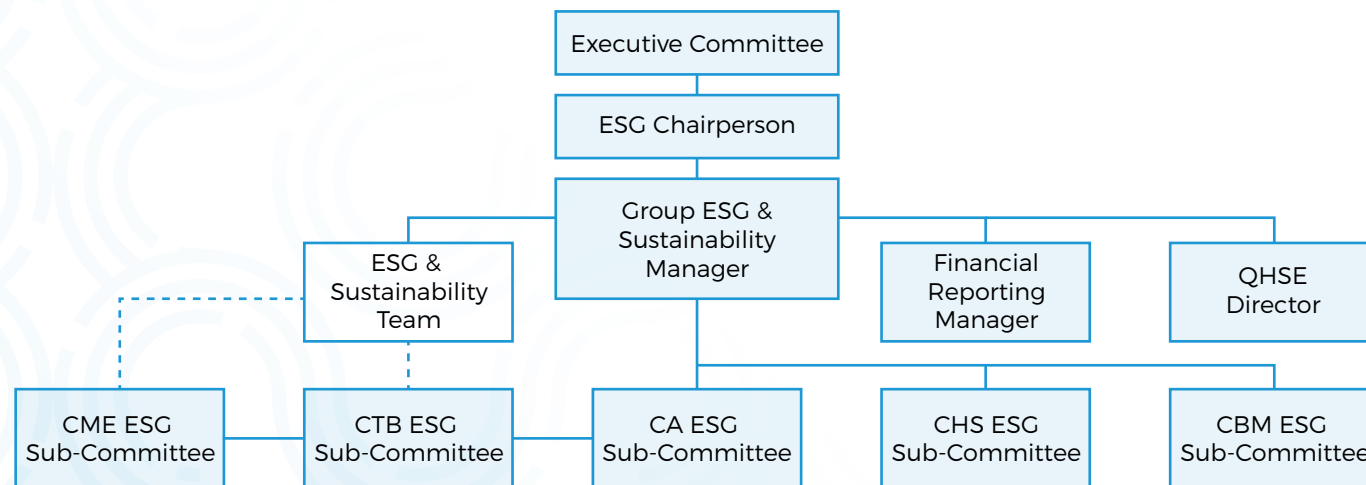 Executive Committee
ESG Chairperson
Group ESG &
Sustainability
Manager
ESG &
Sustainability
Team
Financial
Reporting
Manager
QHSE
Director
CME ESG
Sub-Committee
CTB ESG
Sub-Committee
CA ESG
Sub-Committee
CHS ESG
Sub-Committee
CBM ESG
Sub-Committee